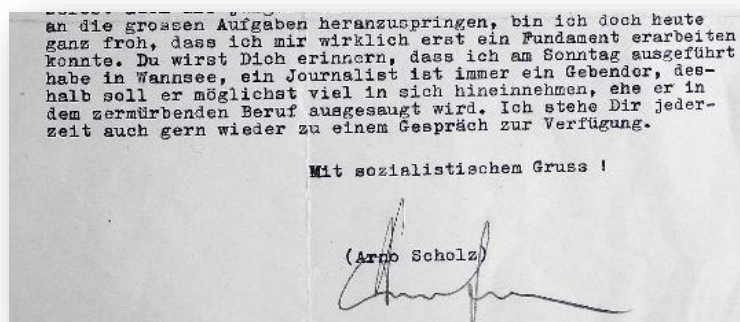 an die grossen Aufgaben heranzuspringen, bin ich doch heute
ganz froh, dass ich mir wirklich erst ein Fundament erarbeiten
konnte. Du wirst Dich erinnern, dass ich am Sonntag ausgeführt
habe in Wannsee, ein Journalist ist immer ein Gebender, des-
halb soll er möglichst viel in sich hineinnehmen, ehe er in
dem zermürbenden Beruf ausgesaugt wird. Ich stehe Dir jeder-
zeit auch gern wieder zu einem Gespräch zur Verfügung.
Mit sozialistischem Gruss !
(Arno Scholz)